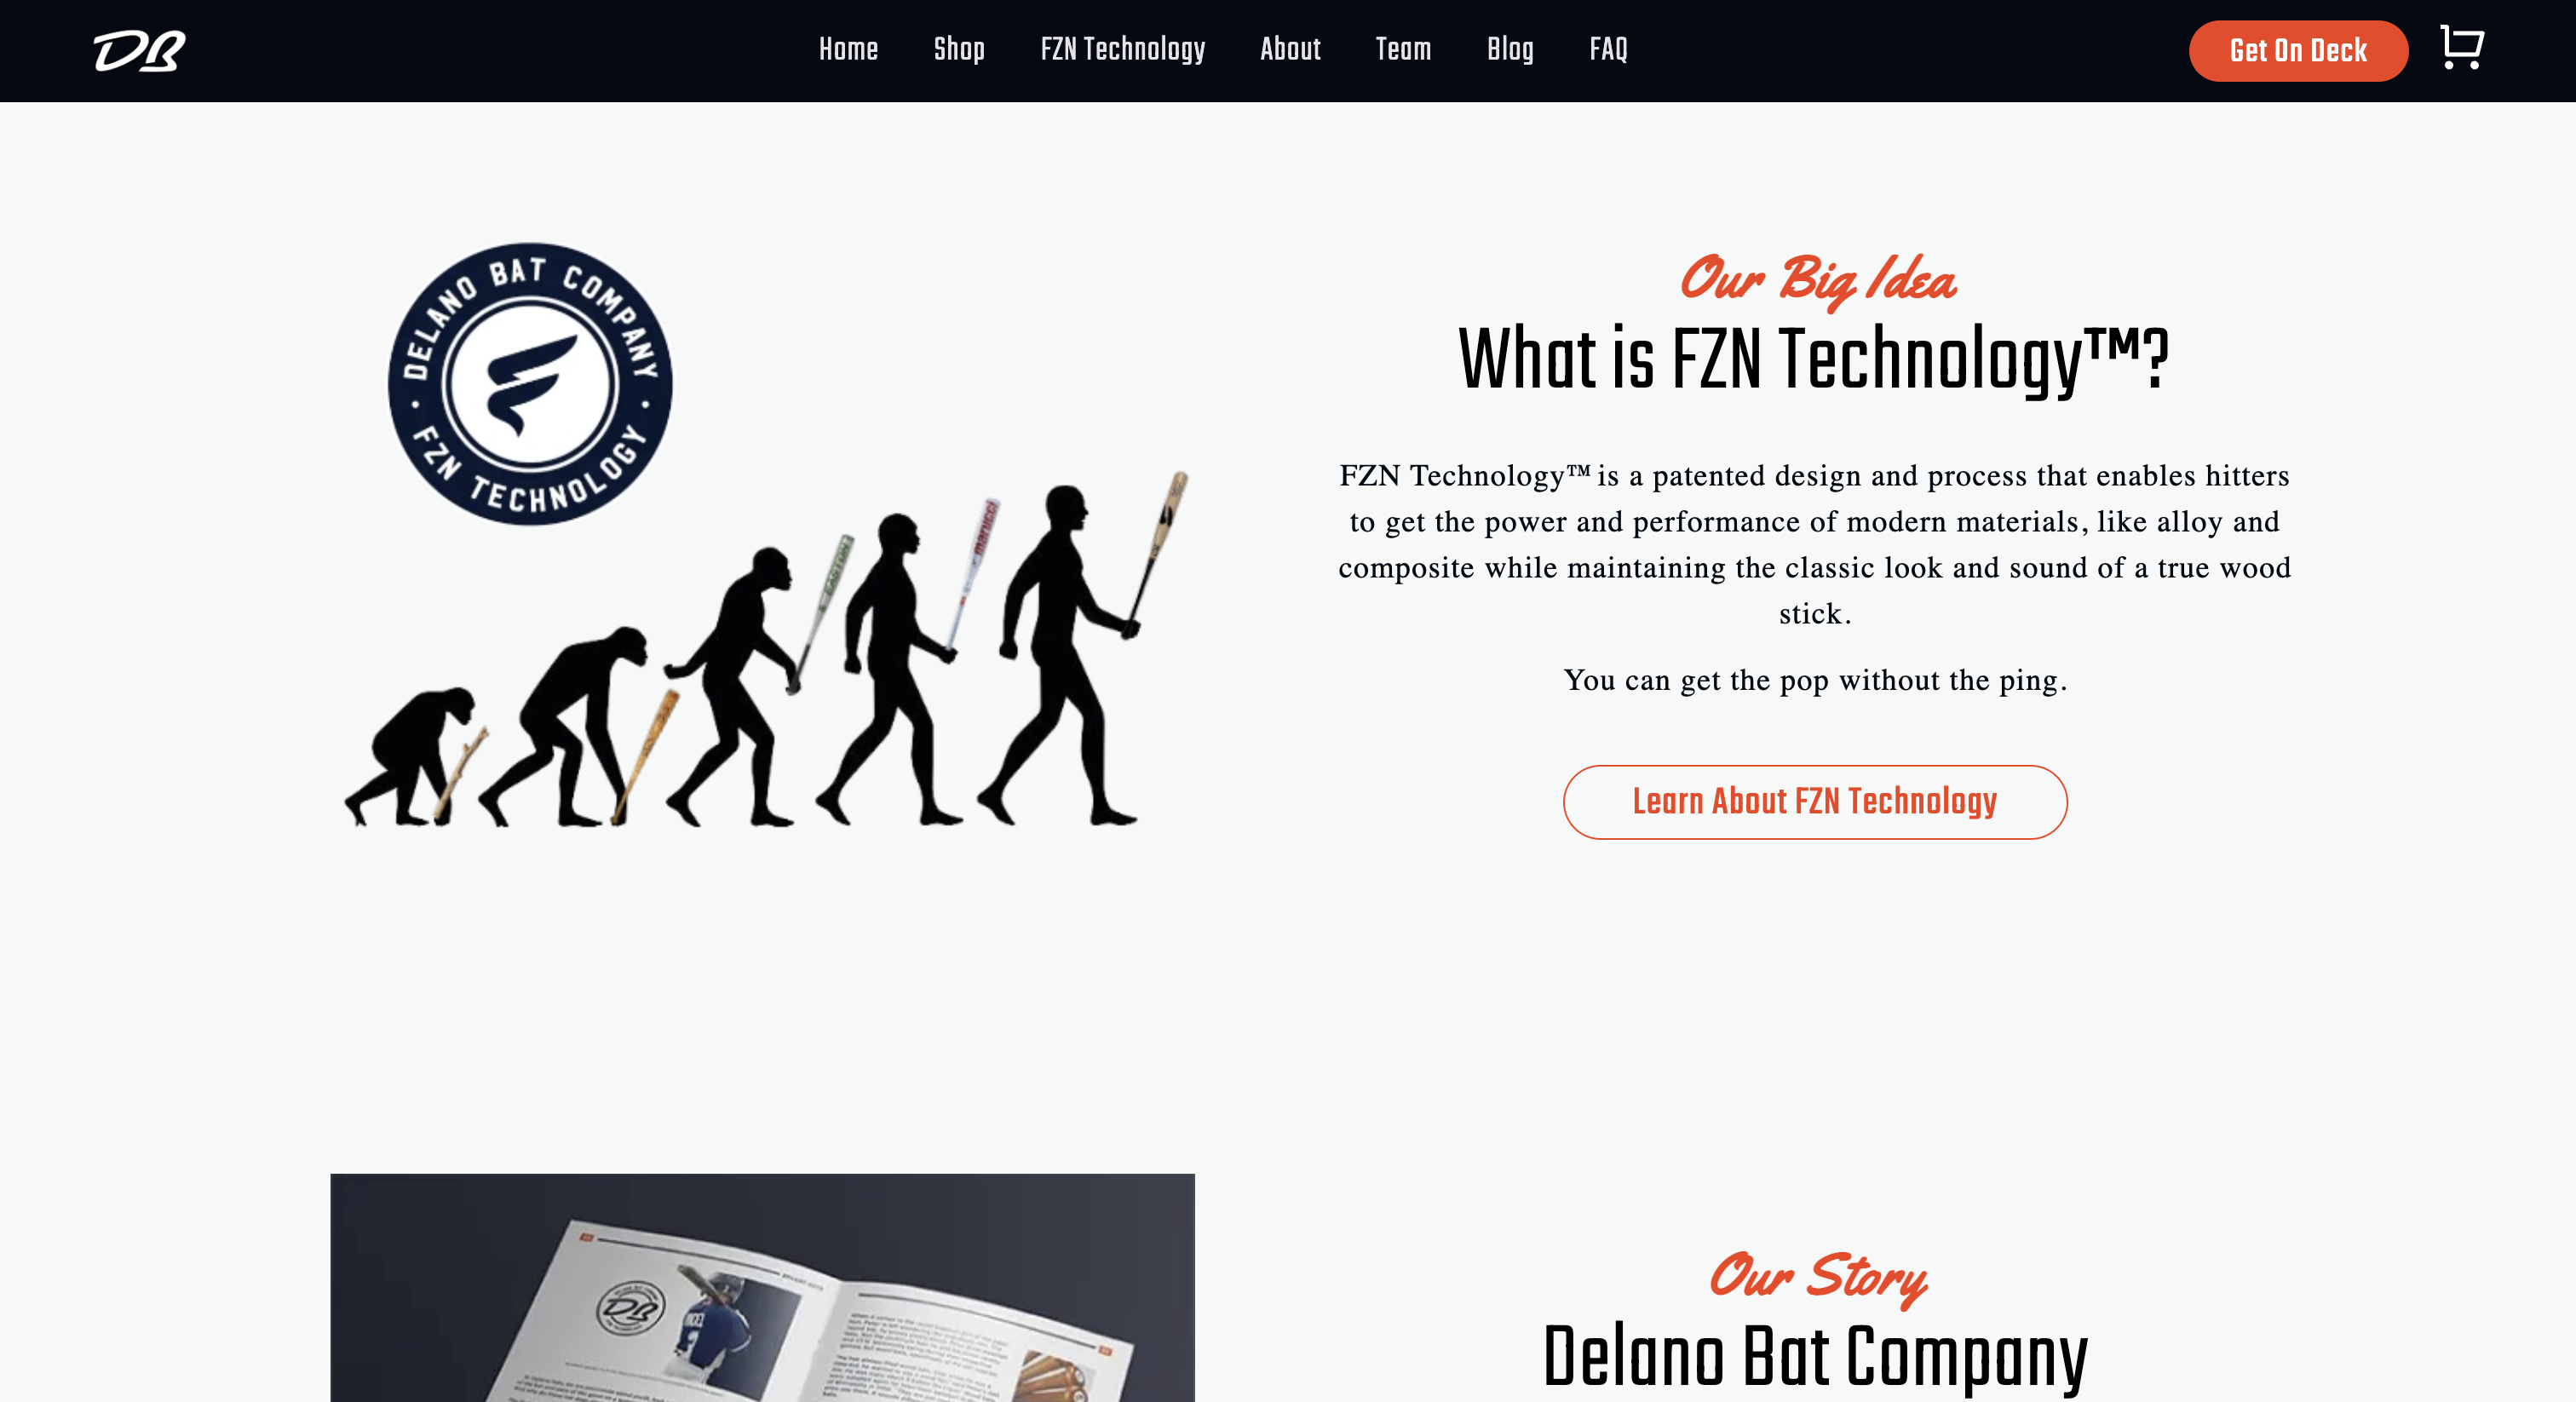 DB
Home Shop FZN Technology About Team Blog FAQ
Get On Deck
DELANO BAT COMPANY
FZN TECHNOLOGY
EASTON
marucci
Our Big Idea
What is FZN Technology™?
FZN Technology™ is a patented design and process that enables hitters
to get the power and performance of modern materials, like alloy and
composite while maintaining the classic look and sound of a true wood
stick.
You can get the pop without the ping.
Learn About FZN Technology
DB
Our Story
Delano Bat Company